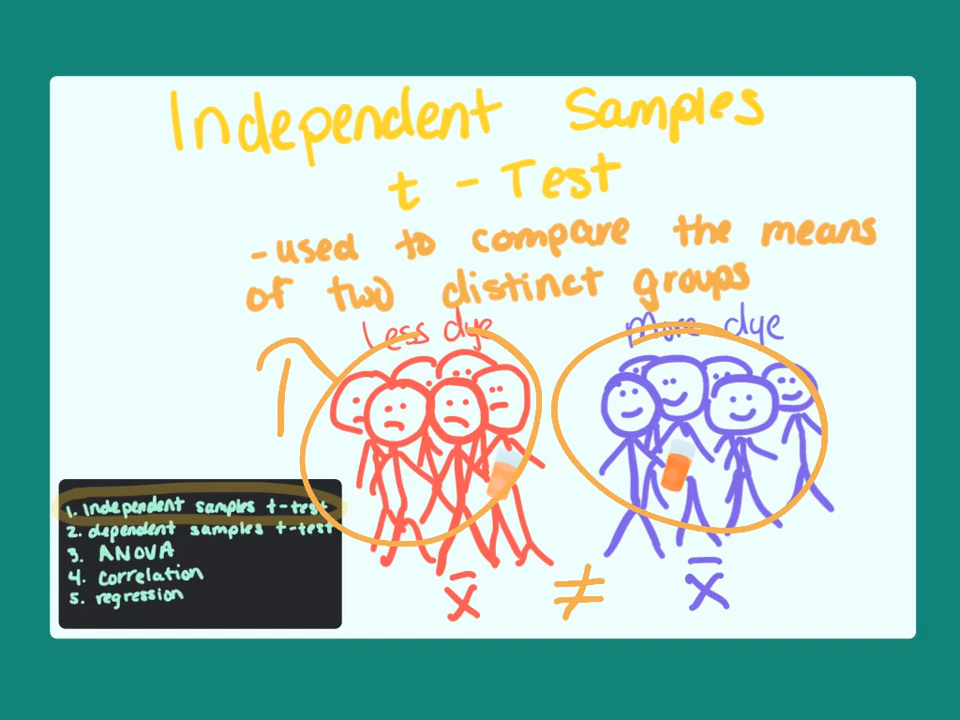 Independent Samples
t - Test
- used to compare the means
of two distinct groups
less dye
more dye
1. Independent samples t-test
2. dependent samples t-test
3. ANOVA
4. correlation
5. regression
x̄ ≠ x̄